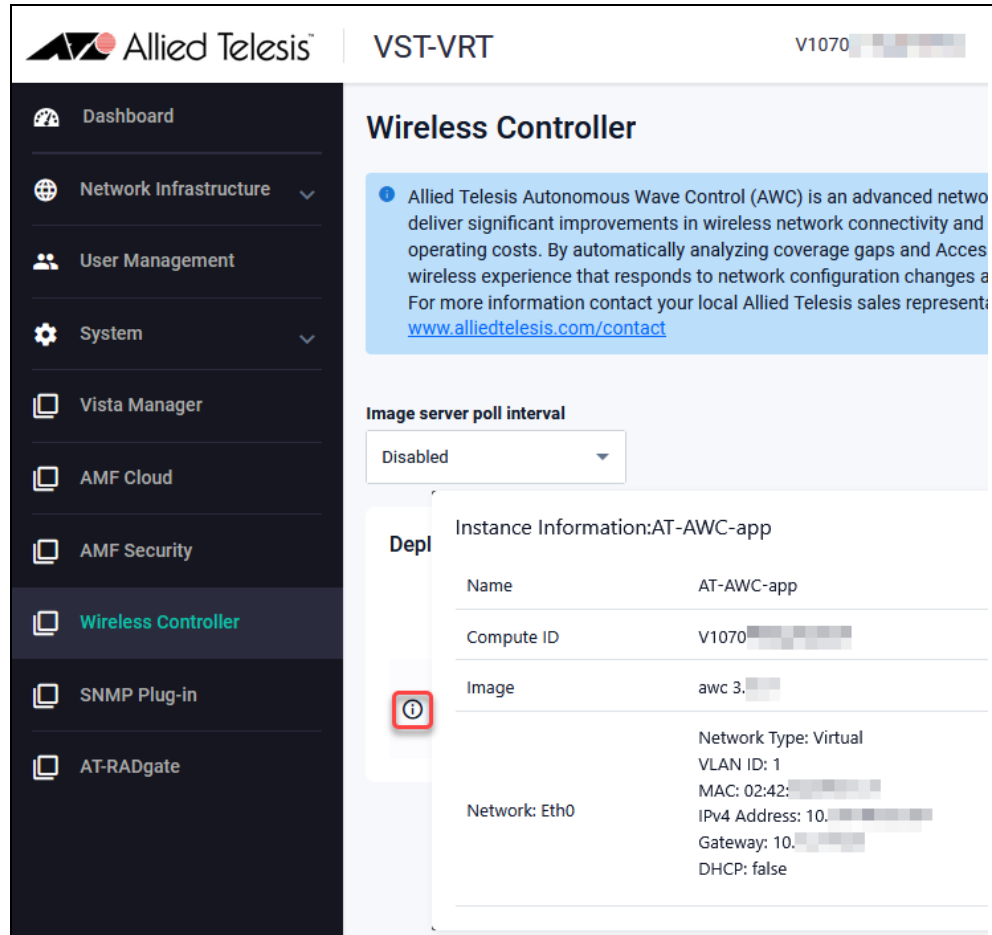 Allied Telesis™
VST-VRT
V1070
Dashboard
Network Infrastructure
User Management
System
Vista Manager
AMF Cloud
AMF Security
Wireless Controller
SNMP Plug-in
AT-RADgate
Wireless Controller
Allied Telesis Autonomous Wave Control (AWC) is an advanced netwo
deliver significant improvements in wireless network connectivity and
operating costs. By automatically analyzing coverage gaps and Acces
wireless experience that responds to network configuration changes a
For more information contact your local Allied Telesis sales representa
www.alliedtelesis.com/contact
Image server poll interval
Disabled
Depl
Instance Information:AT-AWC-app
Name AT-AWC-app
Compute ID V1070
Image awc 3.
Network: Eth0
Network Type: Virtual
VLAN ID: 1
MAC: 02:42:
IPv4 Address: 10.
Gateway: 10.
DHCP: false